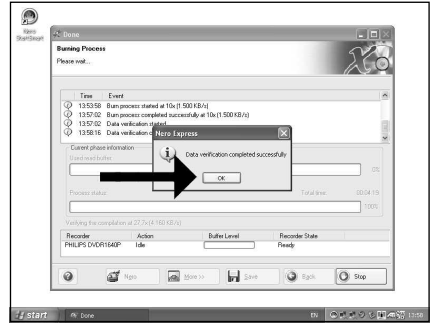 Nero
StartSmart
Done
Burning Process
Please wait...
Time Event
13:53:58 Burn process started at 10x (1.500 KB/s)
13:57:02 Burn process completed successfully at 10x (1.500 KB/s)
13:57:02 Data verification started
13:58:16 Data verification c
Nero Express
Data verification completed successfully
OK
Current phase information
Used read buffer
0%
Process status Total time 00:04:19
100%
Verifying the compilation at 27.7x (4.160 KB/s)
Recorder Action Buffer Level Recorder State
PHILIPS DVDR1640P Idle Ready
Nero More >> Save Back Stop
start Done EN 13:58